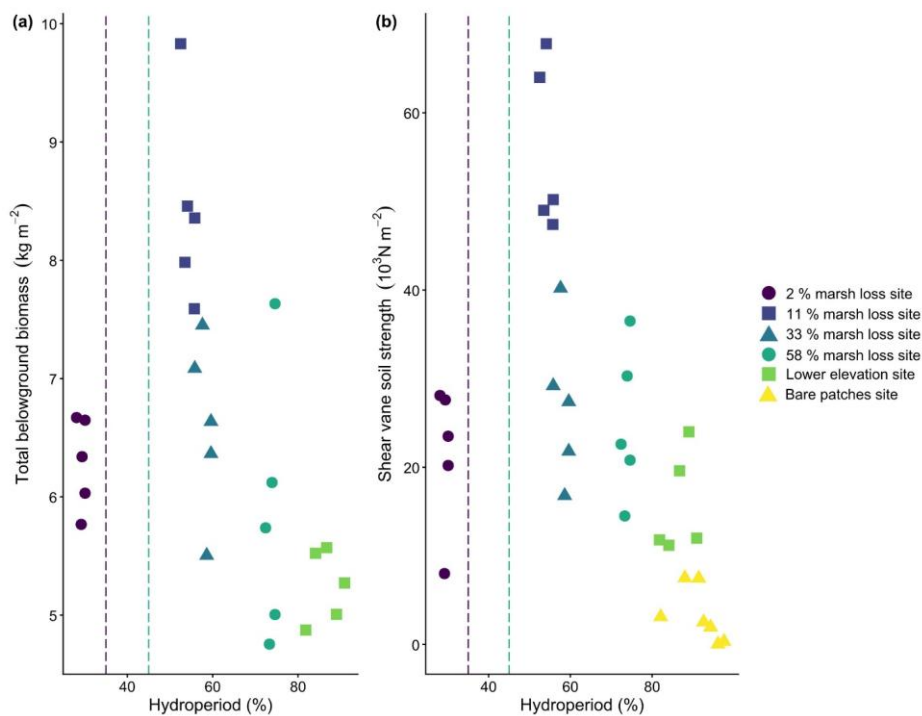 (a)
(b)
10
9
8
7
6
5
Total belowground biomass (kg m⁻²)
40 60 80
Hydroperiod (%)
60
40
20
0
Shear vane soil strength (10³N m⁻²)
40 60 80
Hydroperiod (%)
2 % marsh loss site
11 % marsh loss site
33 % marsh loss site
58 % marsh loss site
Lower elevation site
Bare patches site